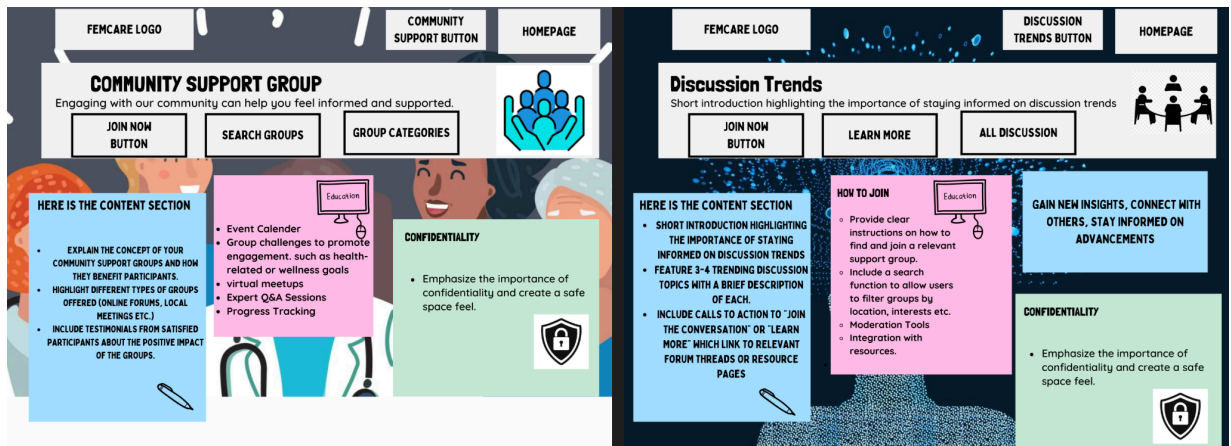 FEMCARE LOGO
COMMUNITY
SUPPORT BUTTON
HOMEPAGE
COMMUNITY SUPPORT GROUP
Engaging with our community can help you feel informed and supported.
JOIN NOW
BUTTON
SEARCH GROUPS
GROUP CATEGORIES
HERE IS THE CONTENT SECTION
• EXPLAIN THE CONCEPT OF YOUR
COMMUNITY SUPPORT GROUPS AND HOW
THEY BENEFIT PARTICIPANTS.
• HIGHLIGHT DIFFERENT TYPES OF GROUPS
OFFERED (ONLINE FORUMS, LOCAL
MEETINGS ETC.)
• INCLUDE TESTIMONIALS FROM SATISFIED
PARTICIPANTS ABOUT THE POSITIVE IMPACT
OF THE GROUPS.
Education
• Event Calender
• Group challenges to promote
engagement. such as health-
related or wellness goals
• virtual meetups
• Expert Q&A Sessions
• Progress Tracking
CONFIDENTIALITY
• Emphasize the importance of
confidentiality and create a safe
space feel.
FEMCARE LOGO
DISCUSSION
TRENDS BUTTON
HOMEPAGE
Discussion Trends
Short introduction highlighting the importance of staying informed on discussion trends
JOIN NOW
BUTTON
LEARN MORE
ALL DISCUSSION
HERE IS THE CONTENT SECTION
• SHORT INTRODUCTION HIGHLIGHTING
THE IMPORTANCE OF STAYING
INFORMED ON DISCUSSION TRENDS
• FEATURE 3-4 TRENDING DISCUSSION
TOPICS WITH A BRIEF DESCRIPTION
OF EACH.
• INCLUDE CALLS TO ACTION TO "JOIN
THE CONVERSATION" OR "LEARN
MORE" WHICH LINK TO RELEVANT
FORUM THREADS OR RESOURCE
PAGES
HOW TO JOIN
Education
◦ Provide clear
instructions on how to
find and join a relevant
support group.
◦ Include a search
function to allow users
to filter groups by
location, interests etc.
◦ Moderation Tools
◦ Integration with
resources.
GAIN NEW INSIGHTS, CONNECT WITH
OTHERS, STAY INFORMED ON
ADVANCEMENTS
CONFIDENTIALITY
• Emphasize the importance of
confidentiality and create a safe
space feel.